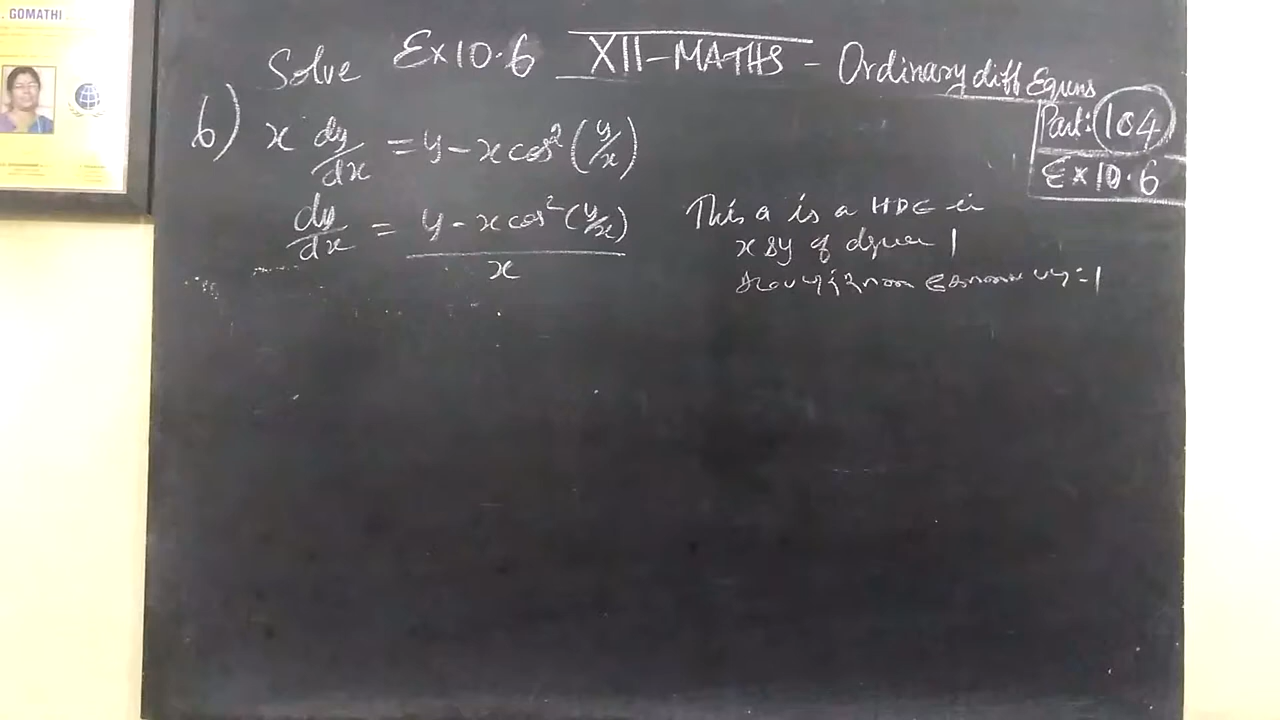 . GOMATHI .
Solve Ex 10.6 XII-MATHS - Ordinary diff Equns
Part: 104
Ex 10.6
6) x dy/dx = y - x cos² (y/x)
dy/dx = y - x cos² (y/x) / x
This a is a HDE in
x & y of degree 1